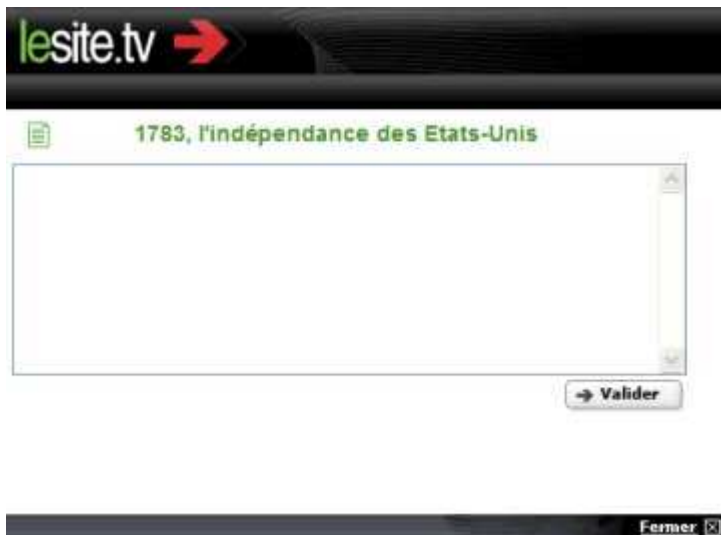 lesite.tv
1783, l'indépendance des Etats-Unis
Valider
Fermer